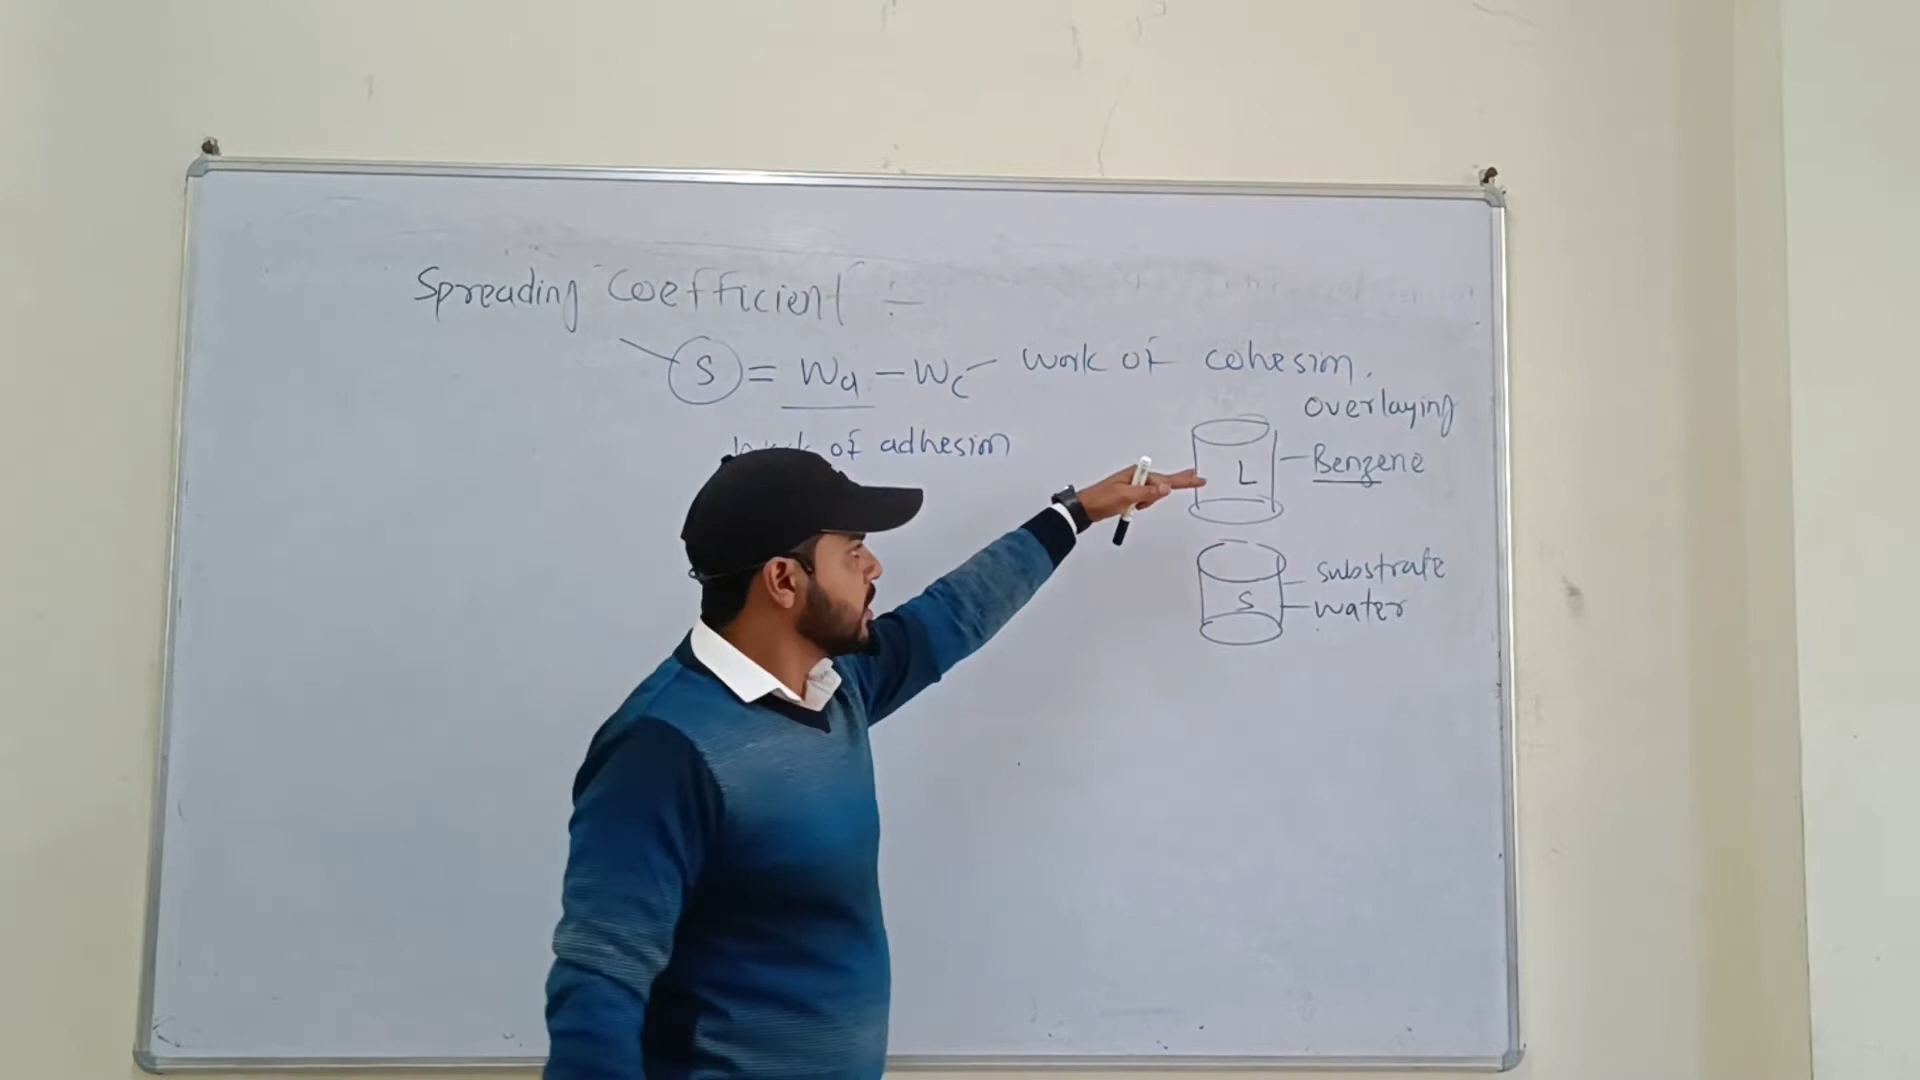 Spreading "Coefficient" :-
S = Wa - Wc - work of cohesion.
overlaying
of adhesion
L - Benzene
- substrate
S - water